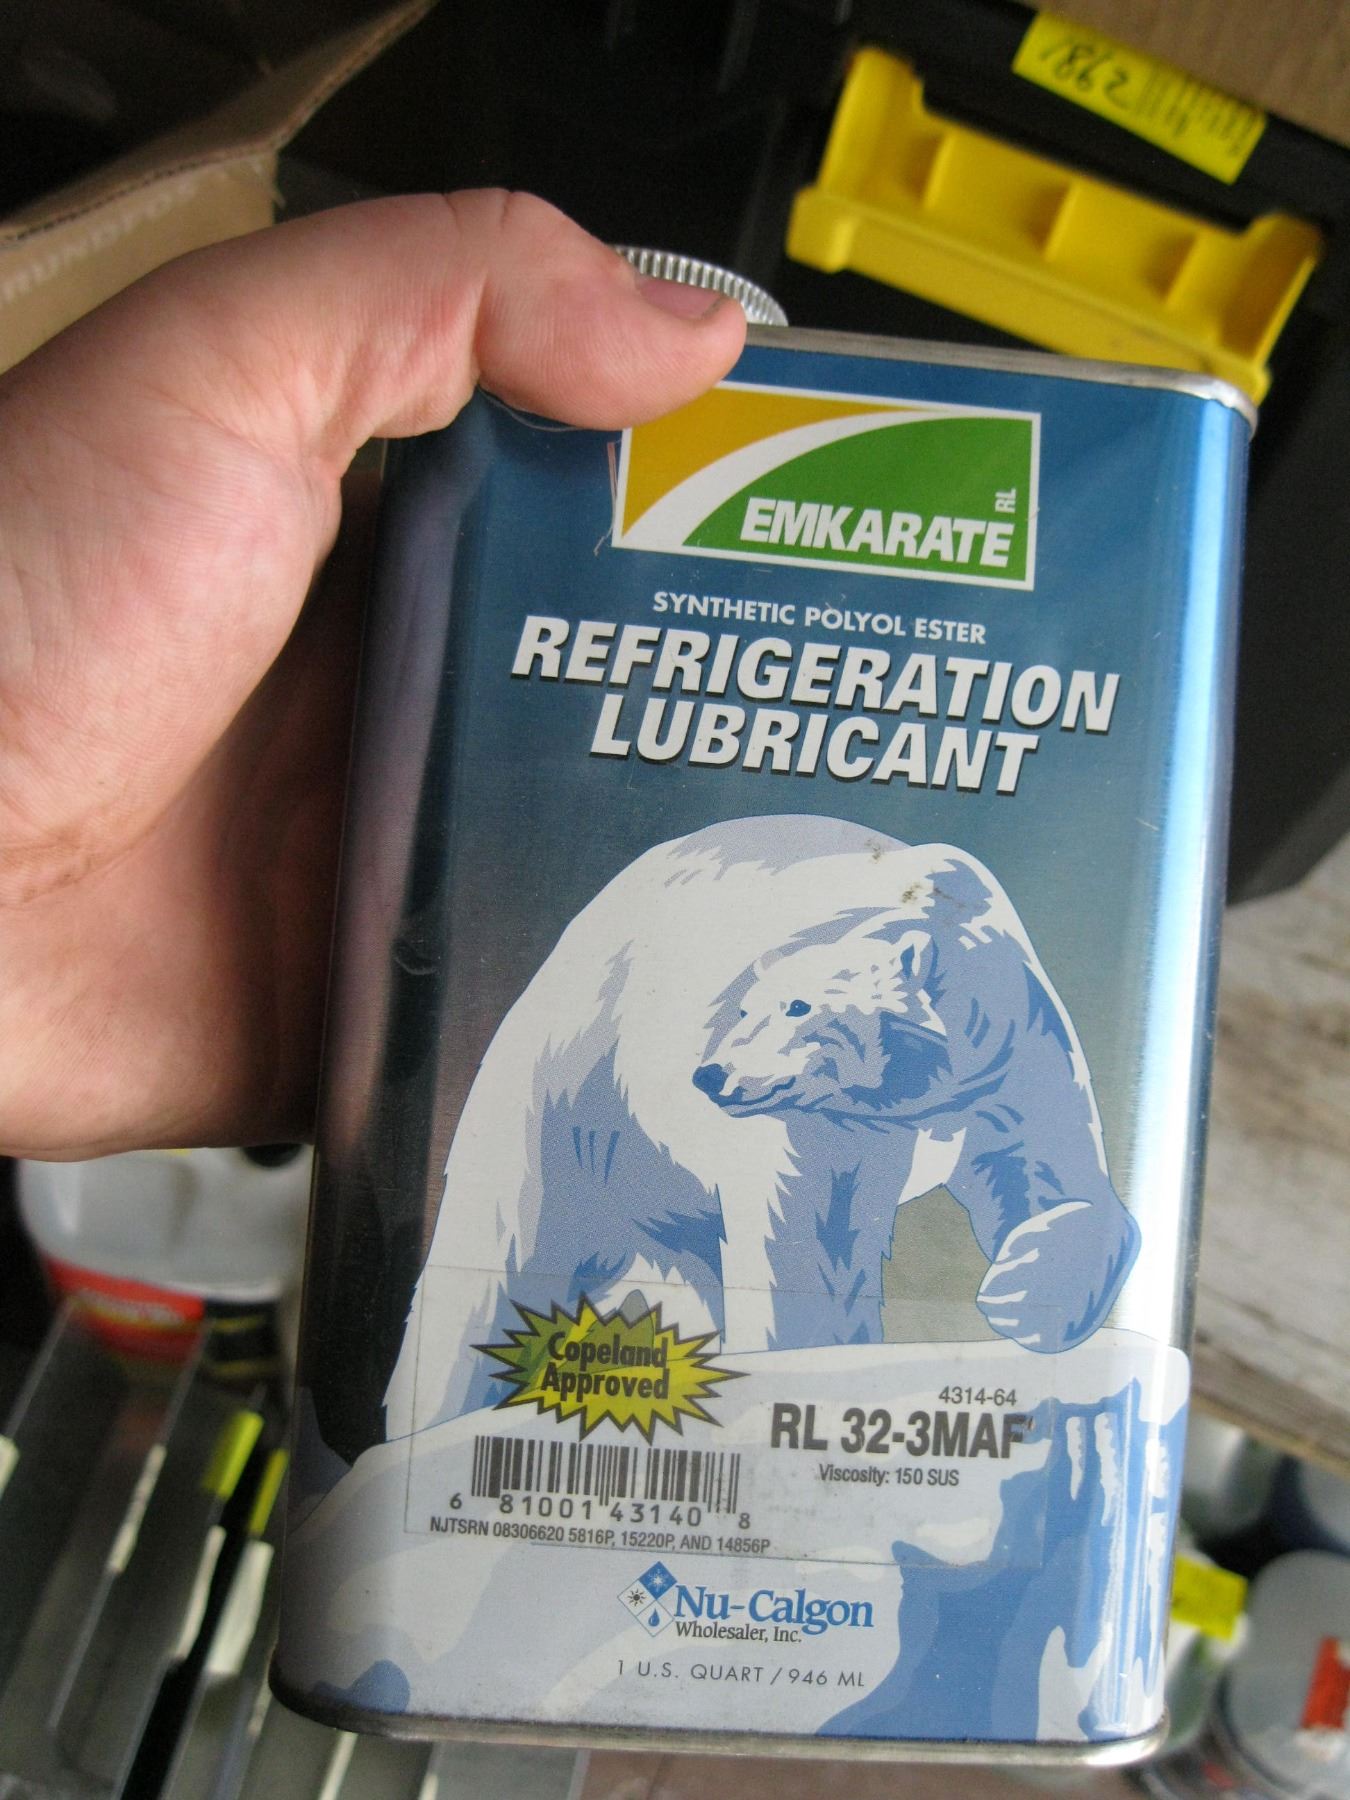 EMKARATE RL
SYNTHETIC POLYOL ESTER
REFRIGERATION
LUBRICANT
Copeland
Approved
4314-64
RL 32-3MAF
Viscosity: 150 SUS
6 81001 43140 8
NJTSRN 08306620 5816P, 15220P, AND 14856P
Nu-Calgon
Wholesaler, Inc.
1 U.S. QUART / 946 ML